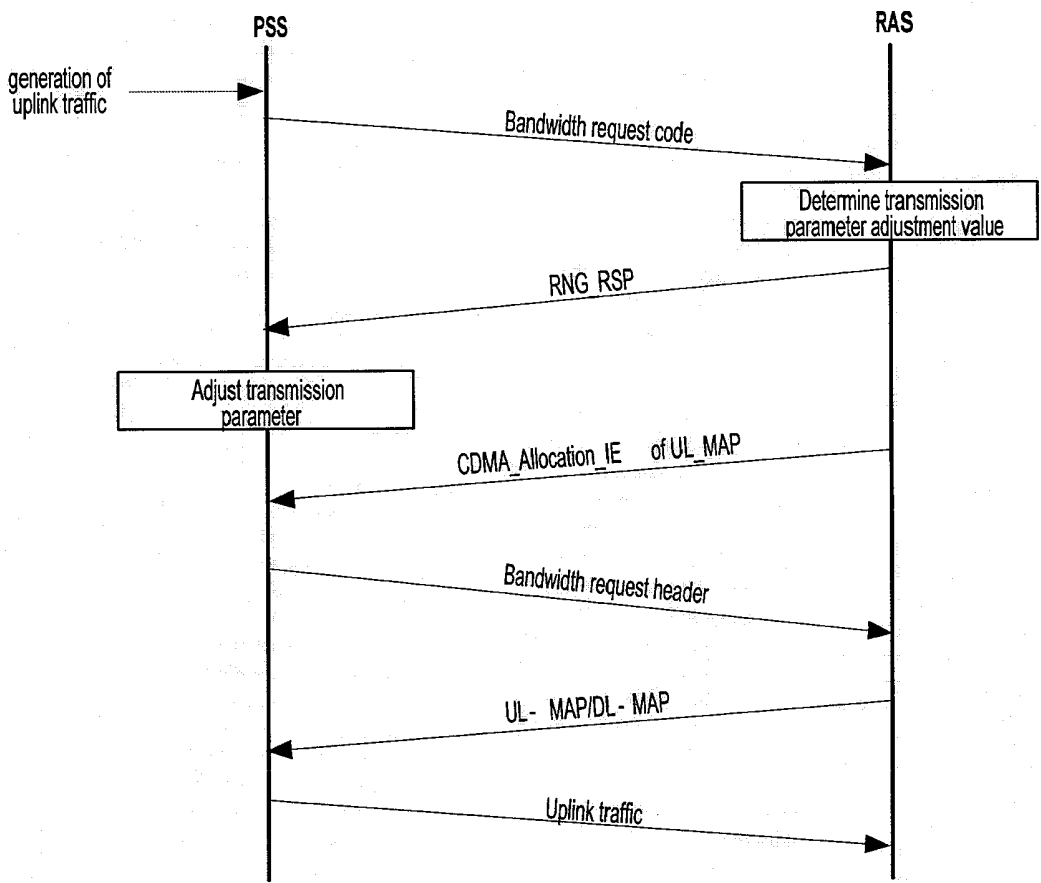 PSS
RAS
generation of
uplink traffic
Bandwidth request code
Determine transmission
parameter adjustment value
RNG_RSP
Adjust transmission
parameter
CDMA_Allocation_IE of UL_MAP
Bandwidth request header
UL- MAP/DL- MAP
Uplink traffic